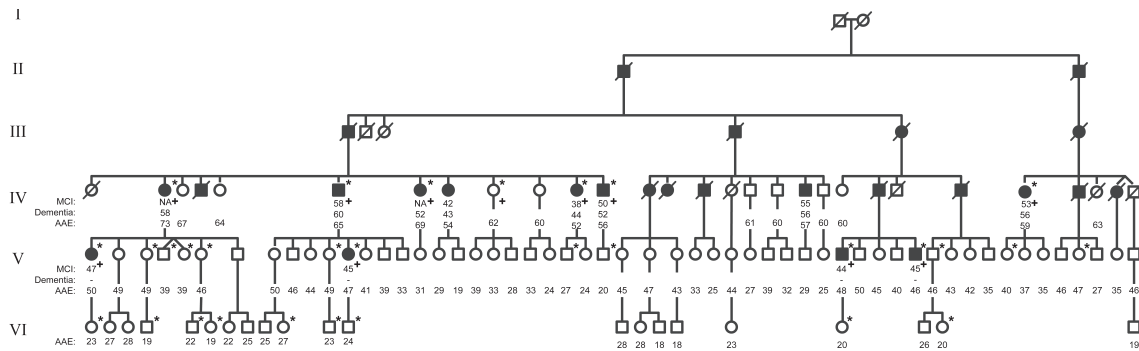 I
II
III
IV
* * * * * * * * *
MCI: NA+ + 58+ NA+ 42 + 38+ 50+ 55 53+
Dementia: 58 60 52 43 44 52 56 56
AAE: 73 67 64 65 69 54 62 60 52 56 61 60 57 60 60 59 63
V
* * * * * * * * * * * * * * * * *
MCI: 47+ 45+ 44+ 45+ +
Dementia: - - - -
AAE: 50 49 49 39 39 46 50 46 44 49 47 41 39 33 31 29 19 39 33 28 33 24 27 24 20 45 47 33 25 44 27 39 32 29 25 48 50 45 40 46 46 43 42 35 40 37 35 46 47 27 35 46
VI
* * * * * * * * *
AAE: 23 27 28 19 22 19 22 25 25 27 23 24 28 28 18 18 23 20 26 20 19